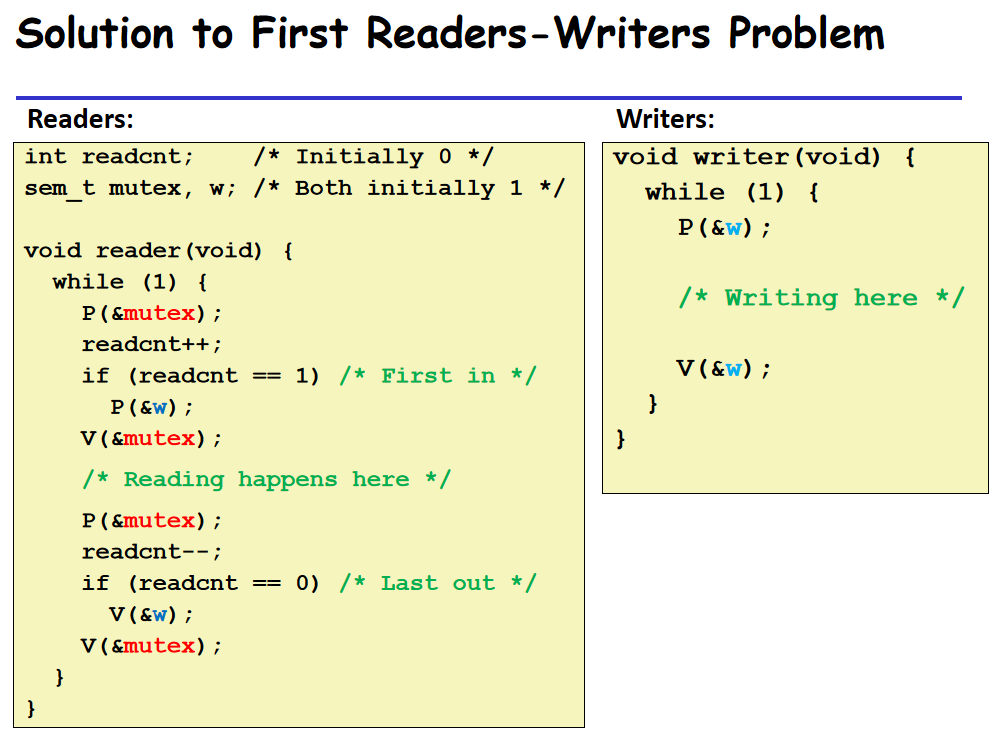 Solution to First Readers-Writers Problem
Readers:
int readcnt;    /* Initially 0 */
sem_t mutex, w; /* Both initially 1 */
void reader(void) {
  while (1) {
    P(&mutex);
    readcnt++;
    if (readcnt == 1) /* First in */
      P(&w);
    V(&mutex);
    /* Reading happens here */
    P(&mutex);
    readcnt--;
    if (readcnt == 0) /* Last out */
      V(&w);
    V(&mutex);
  }
}
Writers:
void writer(void) {
  while (1) {
    P(&w);
    /* Writing here */
    V(&w);
  }
}